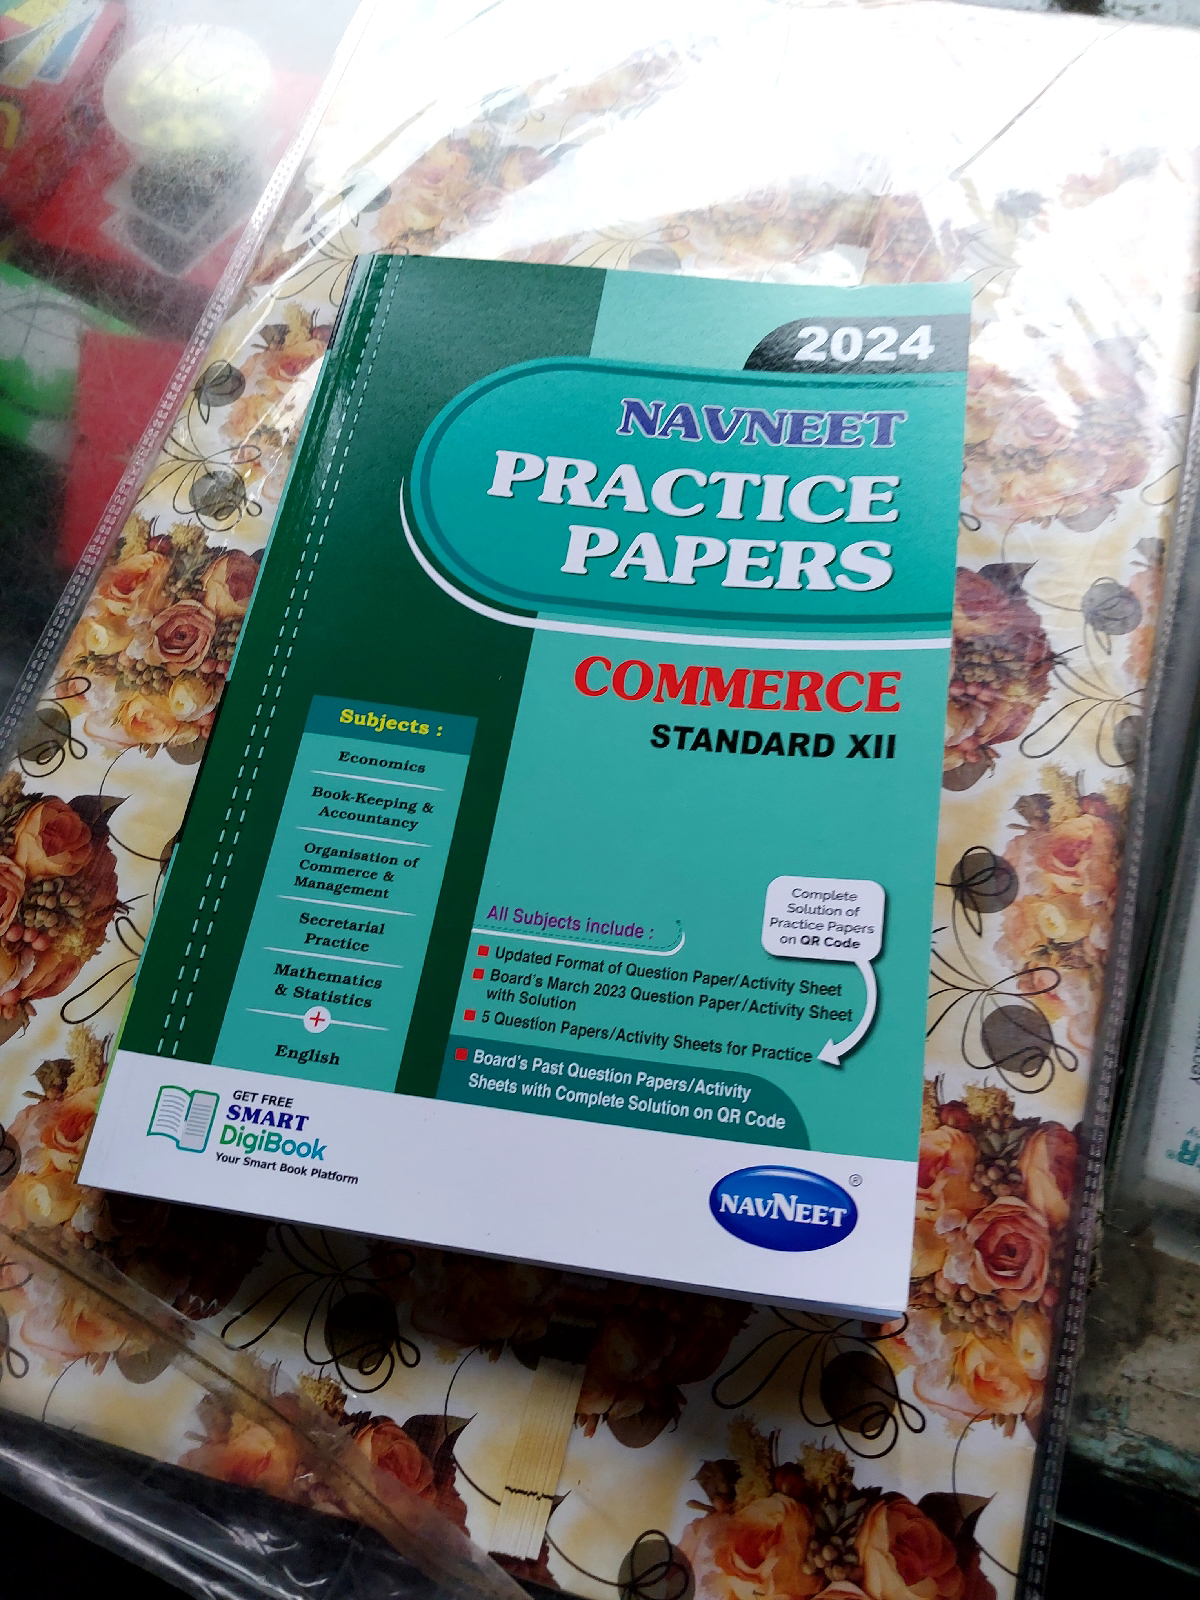 2024
NAVNEET
PRACTICE
PAPERS
COMMERCE
STANDARD XII
Subjects :
Economics
Book-Keeping &
Accountancy
Organisation of
Commerce &
Management
Secretarial
Practice
Mathematics
& Statistics
+
English
Complete
Solution of
Practice Papers
on QR Code
All Subjects include :
Updated Format of Question Paper/Activity Sheet
Board's March 2023 Question Paper/Activity Sheet
with Solution
5 Question Papers/Activity Sheets for Practice
Board's Past Question Papers/Activity
Sheets with Complete Solution on QR Code
GET FREE
SMART
DigiBook
Your Smart Book Platform
NAVNEET®